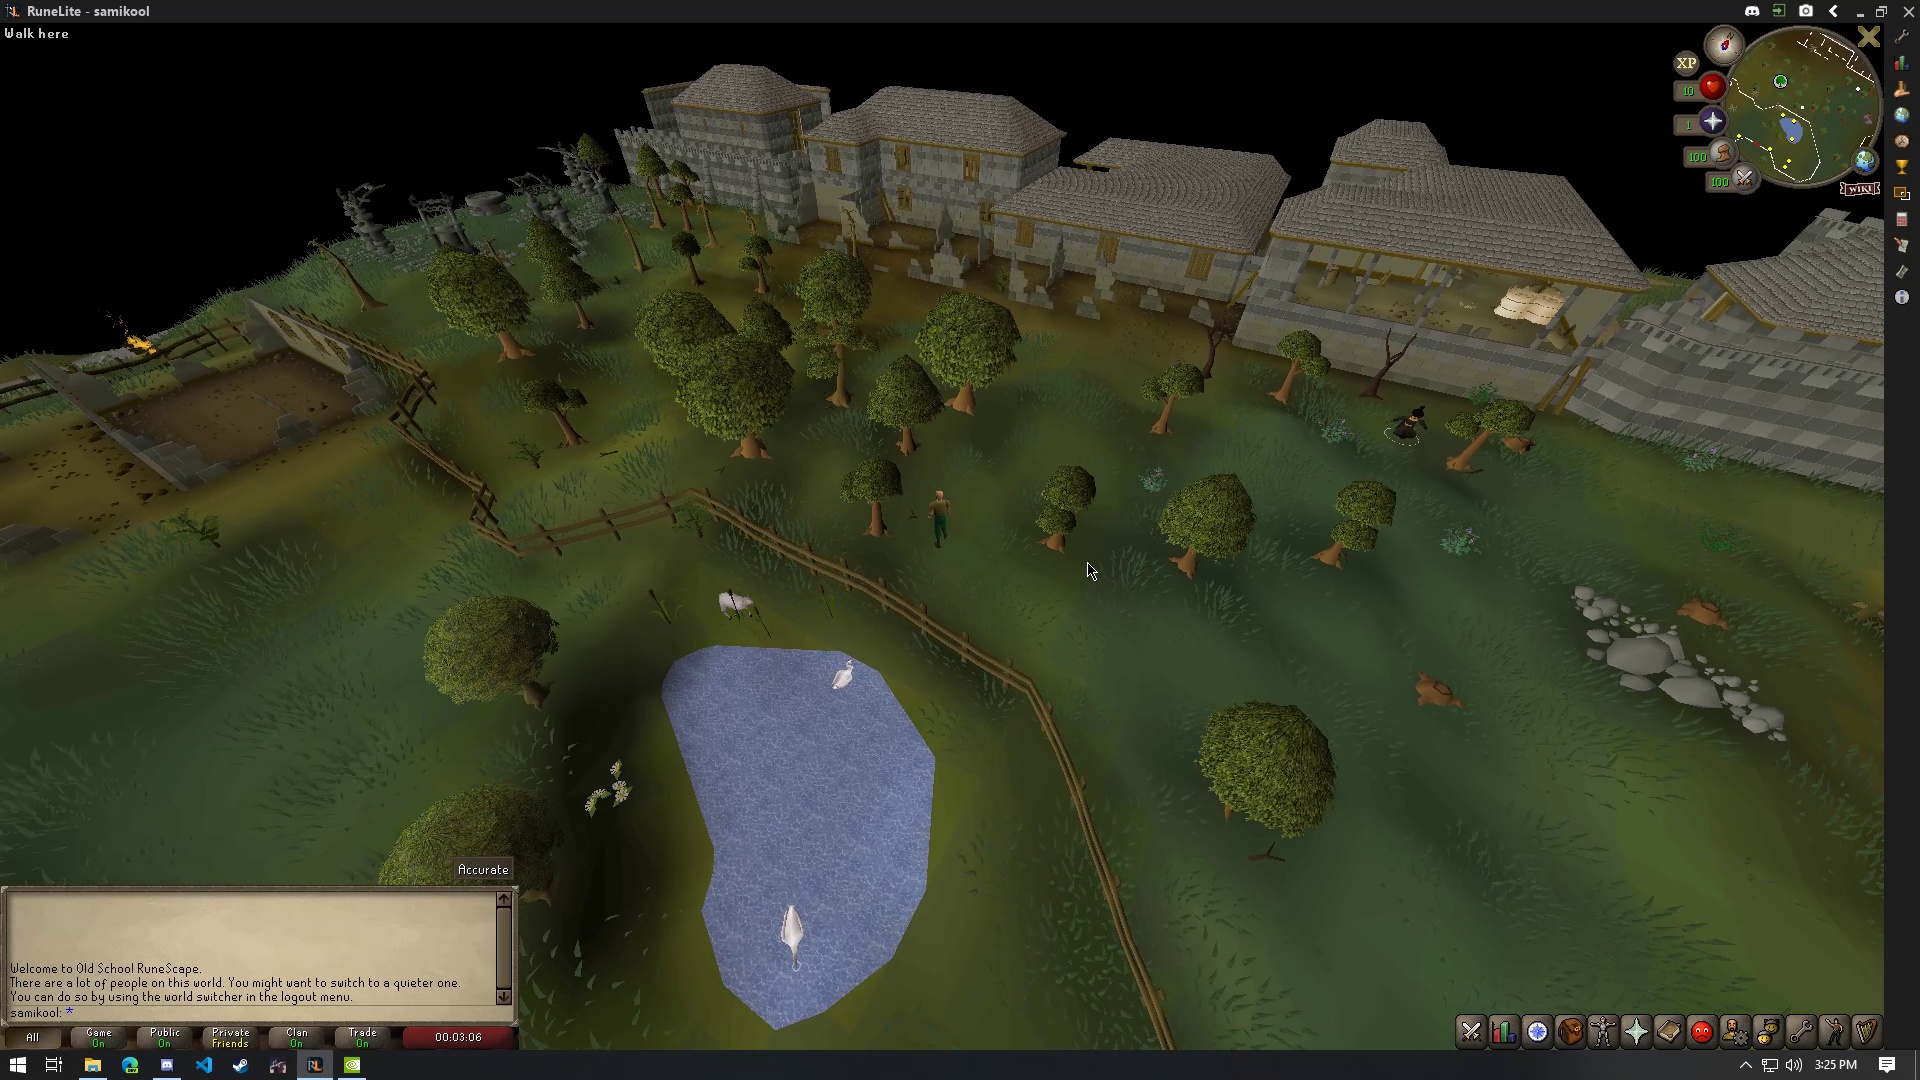 RuneLite - samikool
Walk here
XP
10
1
100
100
WIKI
Accurate
Welcome to Old School RuneScape.
There are a lot of people on this world. You might want to switch to a quieter one.
You can do so by using the world switcher in the logout menu.
samikool: *
All
Game
On
Public
On
Private
Friends
Clan
On
Trade
On
00:03:06
3:25 PM